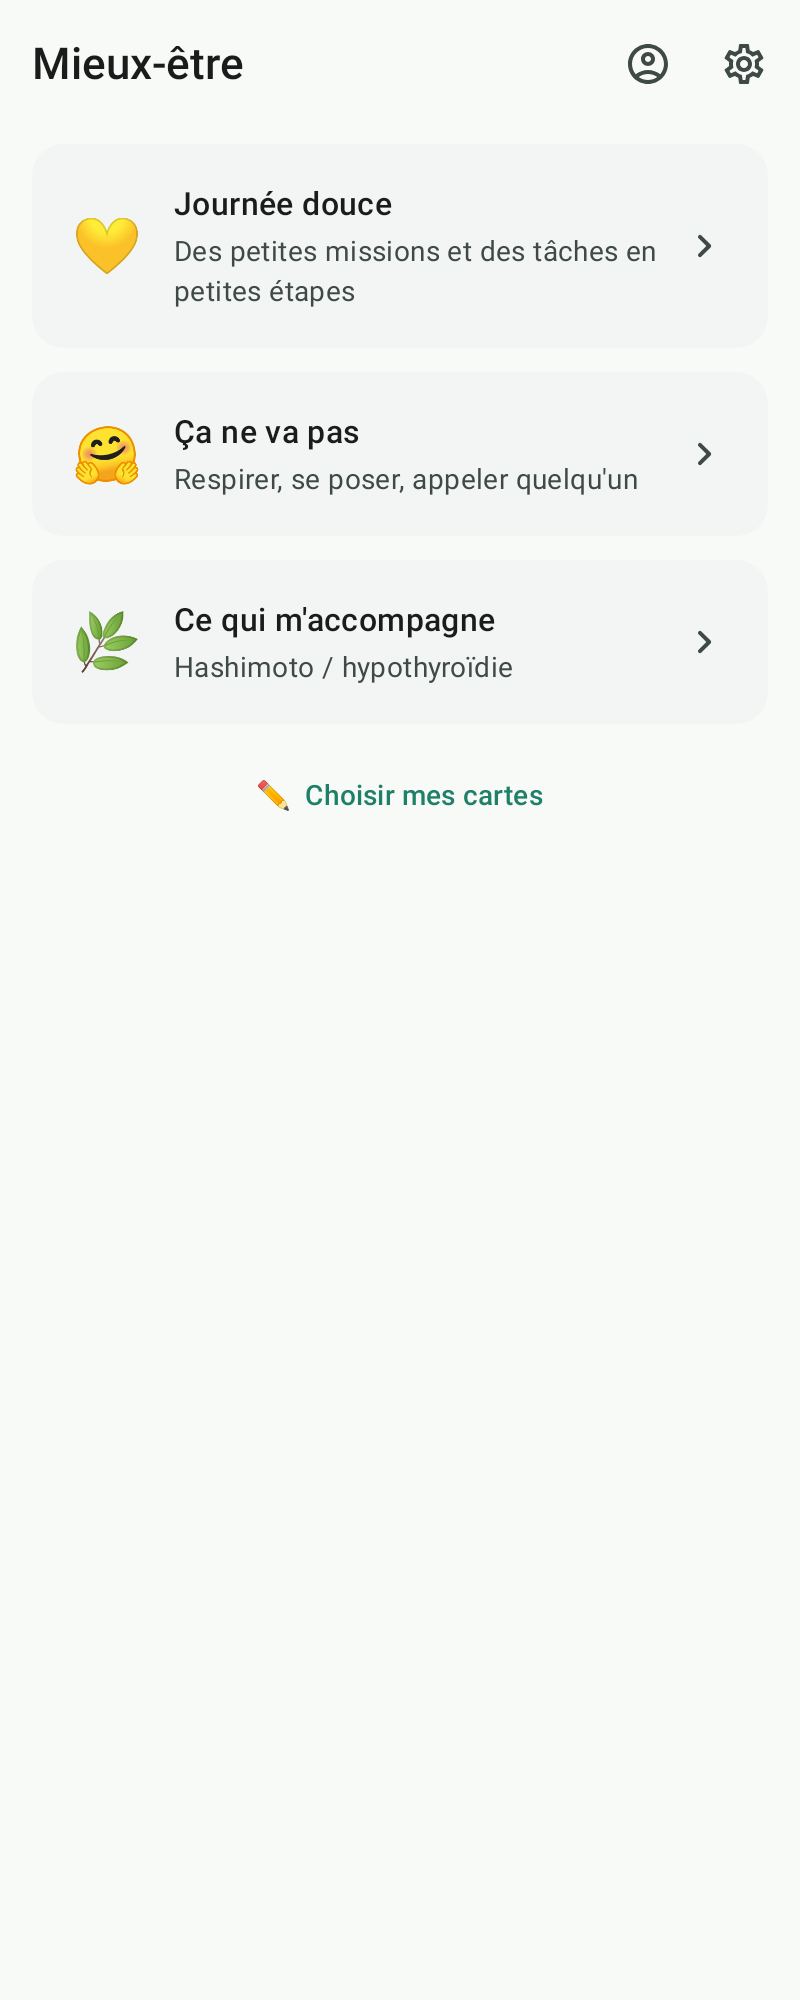 Mieux-être
Journée douce
Des petites missions et des tâches en
petites étapes
Ça ne va pas
Respirer, se poser, appeler quelqu'un
Ce qui m'accompagne
Hashimoto / hypothyroïdie
Choisir mes cartes